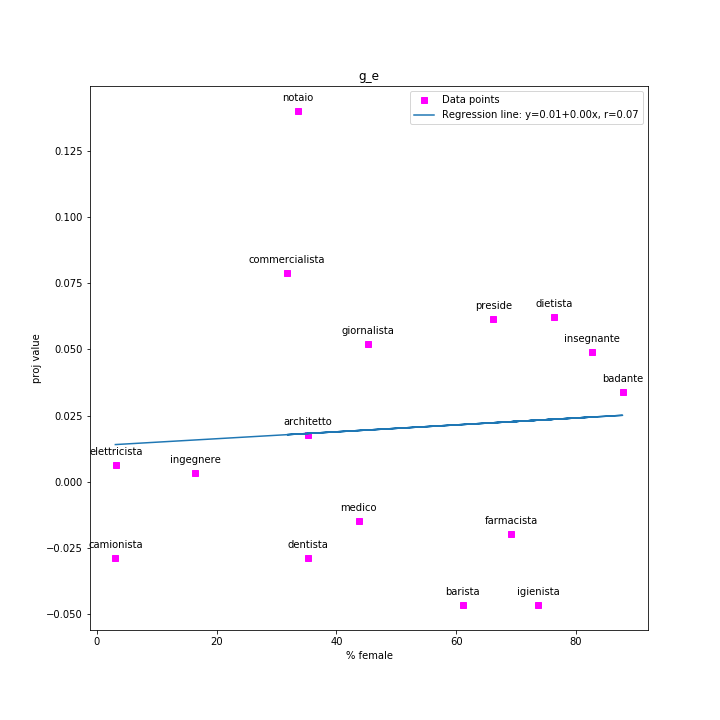 g_e
Data points
Regression line: y=0.01+0.00x, r=0.07
notaio
commercialista
giornalista
preside
dietista
insegnante
badante
architetto
elettricista
ingegnere
medico
farmacista
camionista
dentista
barista
igienista
0.125
0.100
0.075
0.050
0.025
0.000
−0.025
−0.050
proj value
0
20
40
60
80
% female